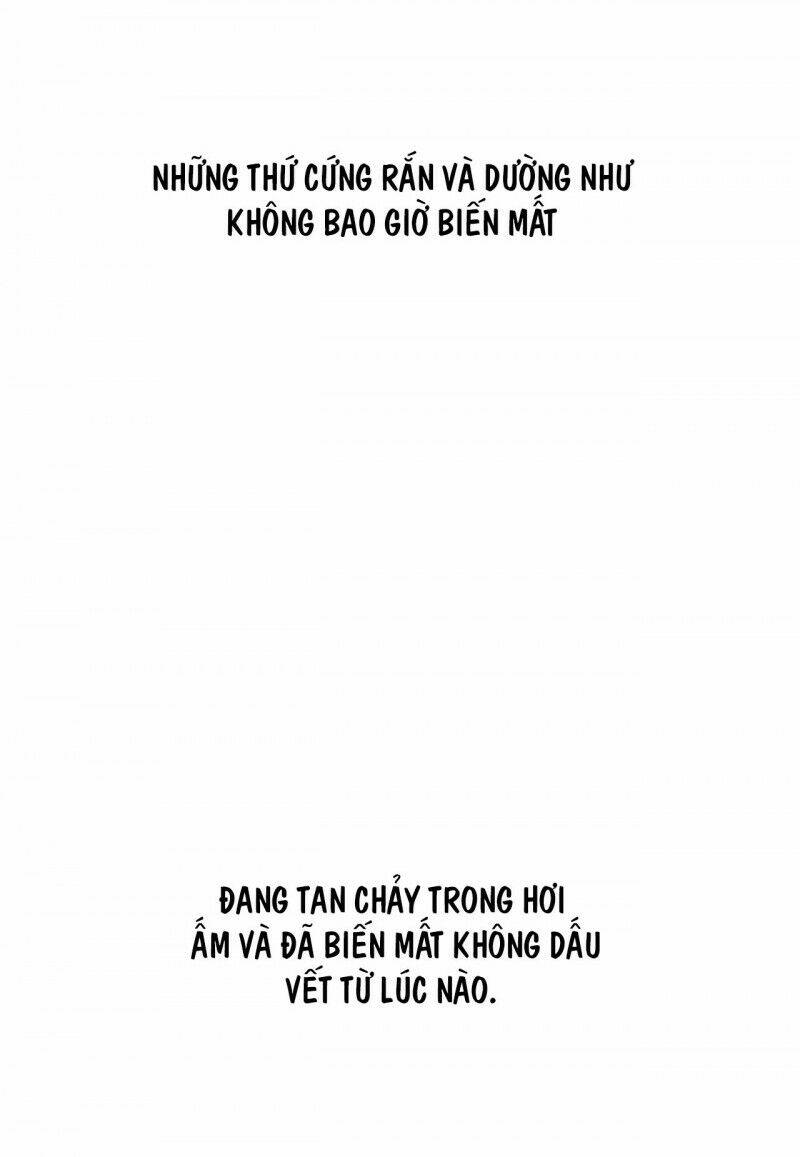 NHỮNG THỨ CỨNG RẮN VÀ DƯỜNG NHƯ
KHÔNG BAO GIỜ BIẾN MẤT
ĐANG TAN CHẢY TRONG HƠI
ẤM VÀ ĐÃ BIẾN MẤT KHÔNG DẤU
VẾT TỪ LÚC NÀO.